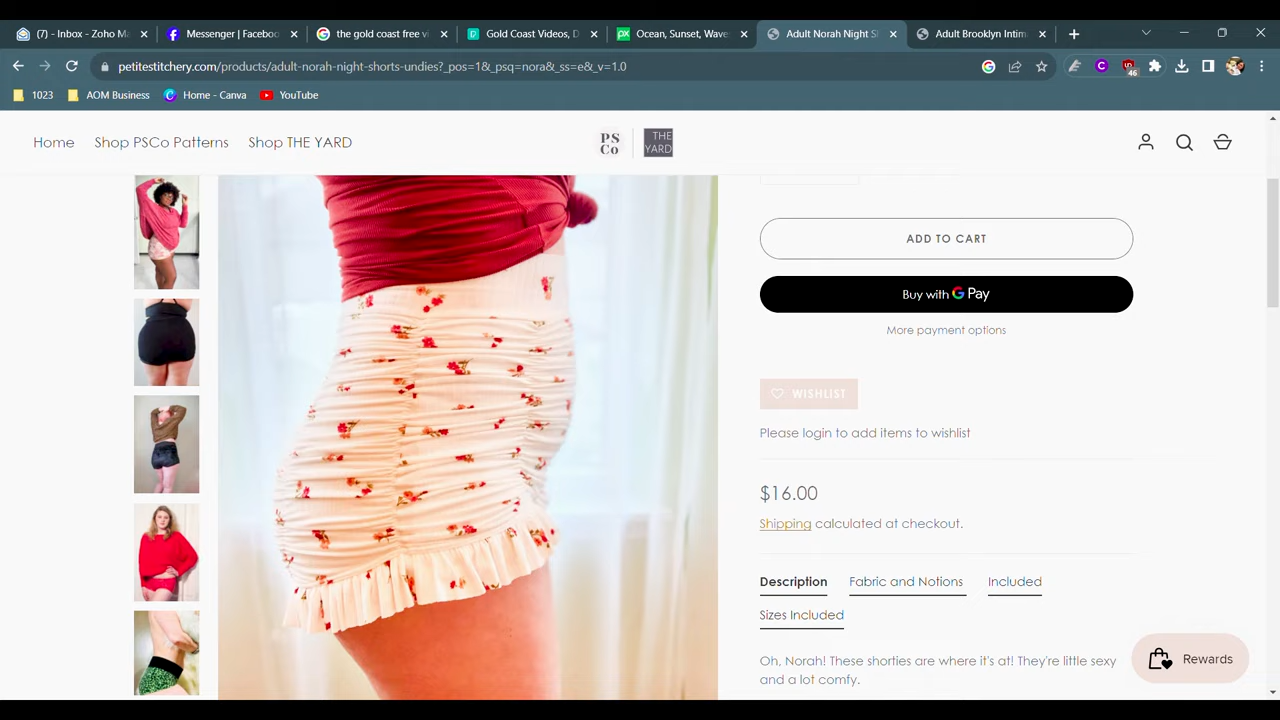 (7) - Inbox - Zoho Ma
Messenger | Faceboo
the gold coast free vi
Gold Coast Videos, D
Ocean, Sunset, Wave
Adult Norah Night S
Adult Brooklyn Intim
petitestitchery.com/products/adult-norah-night-shorts-undies?_pos=1&_psq=nora&_ss=e&_v=1.0
46
1023
AOM Business
Home - Canva
YouTube
Home
Shop PSCo Patterns
Shop THE YARD
PS
Co
THE
YARD
ADD TO CART
Buy with G Pay
More payment options
WISHLIST
Please login to add items to wishlist
$16.00
Shipping calculated at checkout.
Description
Fabric and Notions
Included
Sizes Included
Oh, Norah! These shorties are where it's at! They're little sexy
and a lot comfy.
Rewards